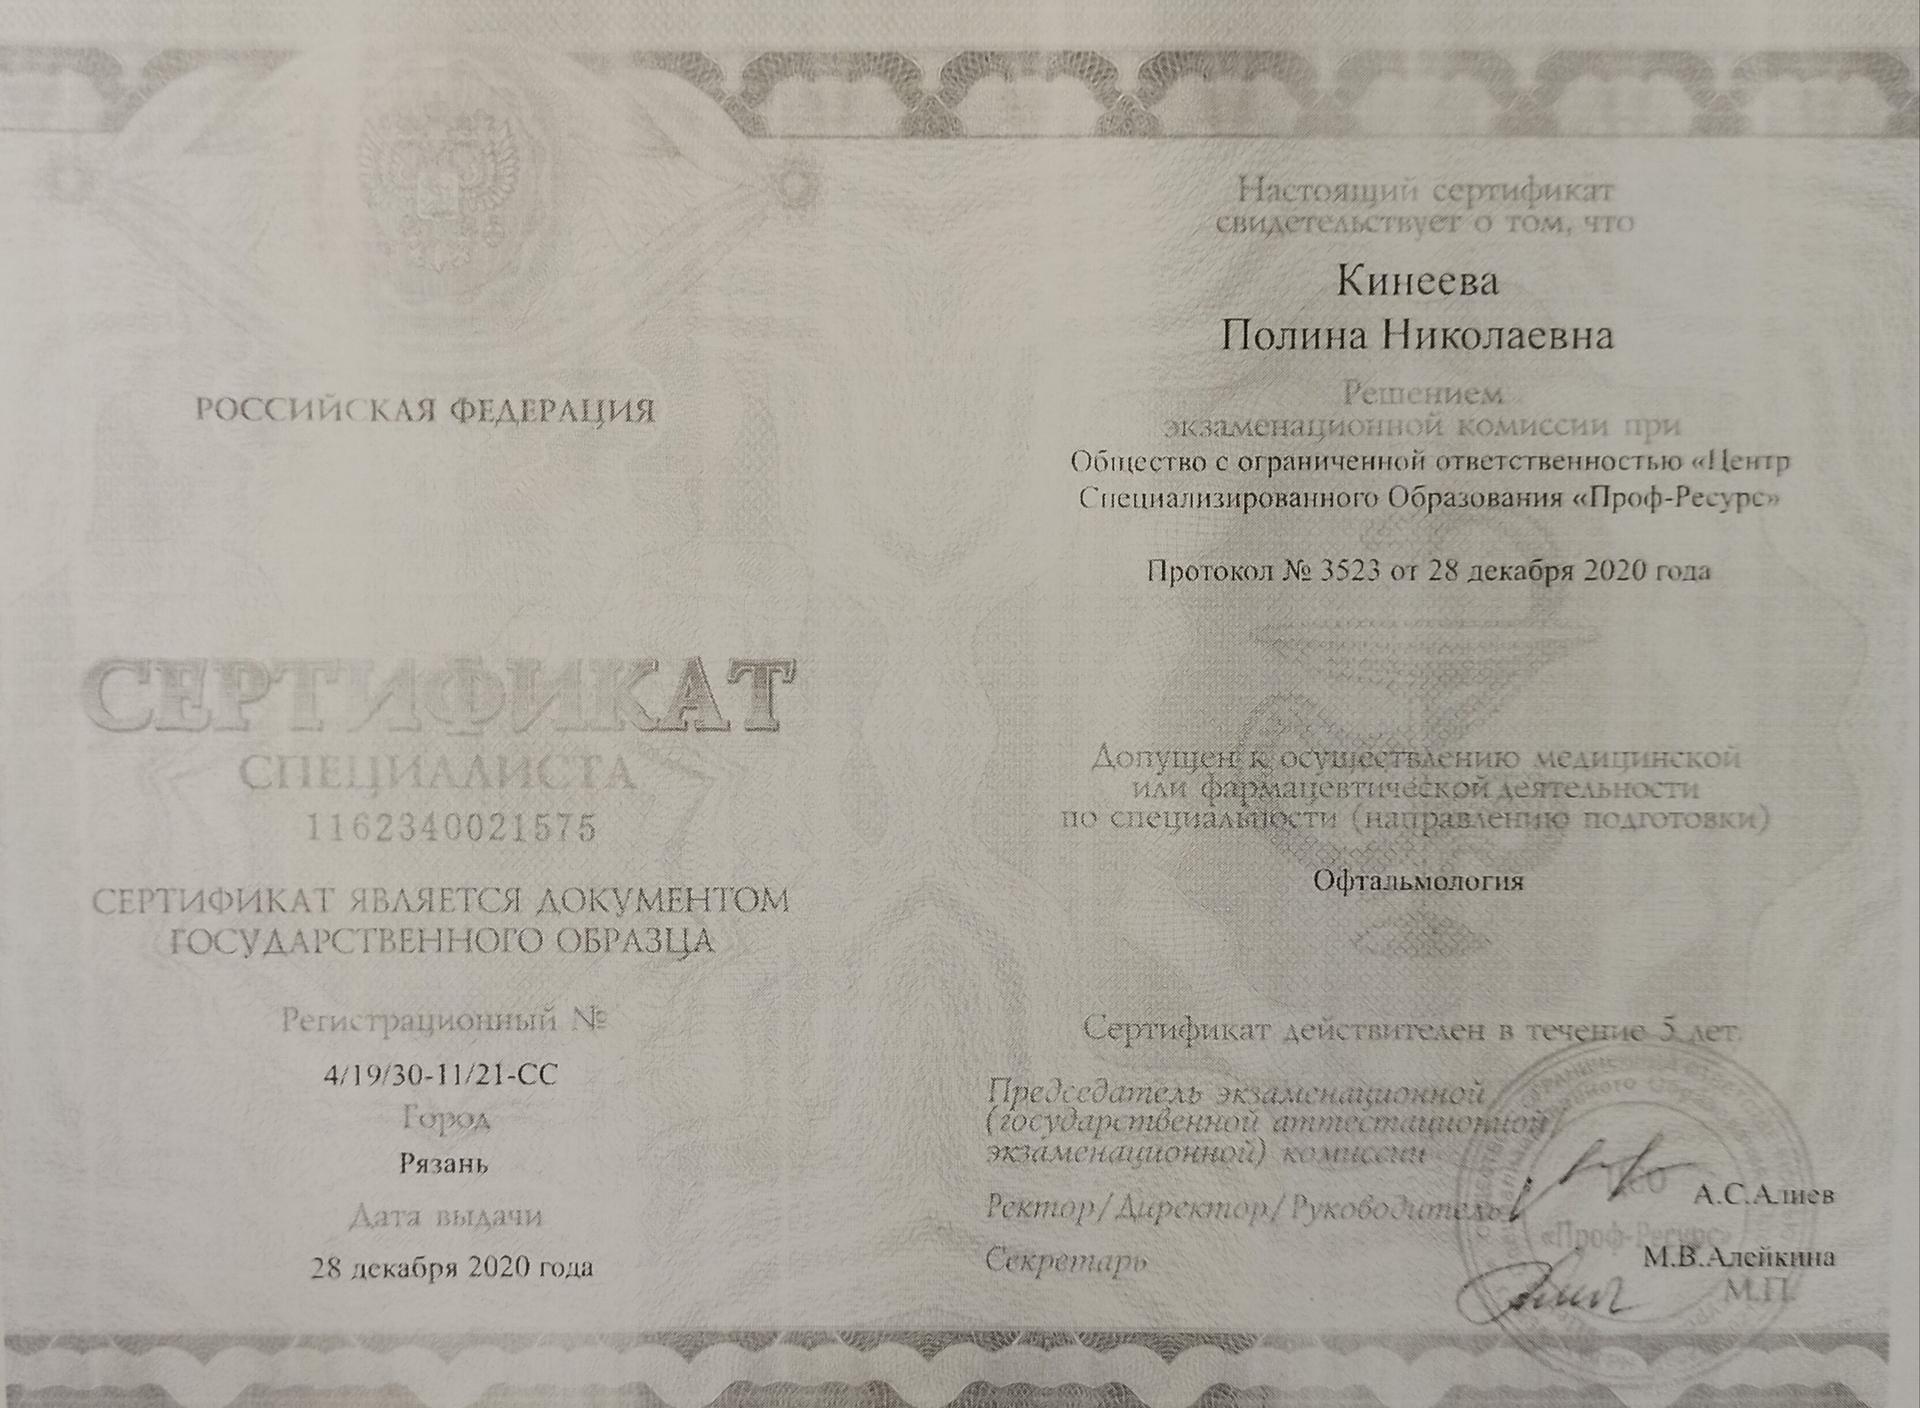 РОССИЙСКАЯ ФЕДЕРАЦИЯ
СЕРТИФИКАТ
СПЕЦИАЛИСТА
1162340021575
СЕРТИФИКАТ ЯВЛЯЕТСЯ ДОКУМЕНТОМ
ГОСУДАРСТВЕННОГО ОБРАЗЦА
Регистрационный №
4/19/30-11/21-СС
Город
Рязань
Дата выдачи
28 декабря 2020 года
Настоящий сертификат
свидетельствует о том, что
Кинеева
Полина Николаевна
Решением
экзаменационной комиссии при
Общество с ограниченной ответственностью «Центр
Специализированного Образования «Проф-Ресурс»
Протокол № 3523 от 28 декабря 2020 года
Допущен к осуществлению медицинской
или фармацевтической деятельности
по специальности (направлению подготовки)
Офтальмология
Сертификат действителен в течение 5 лет.
Председатель экзаменационной
(государственной аттестационной
экзаменационной) комиссии
Ректор/Директор/Руководитель
А.С.Алиев
Секретарь
М.В.Алейкина
М.П.
«Проф-Ресурс»